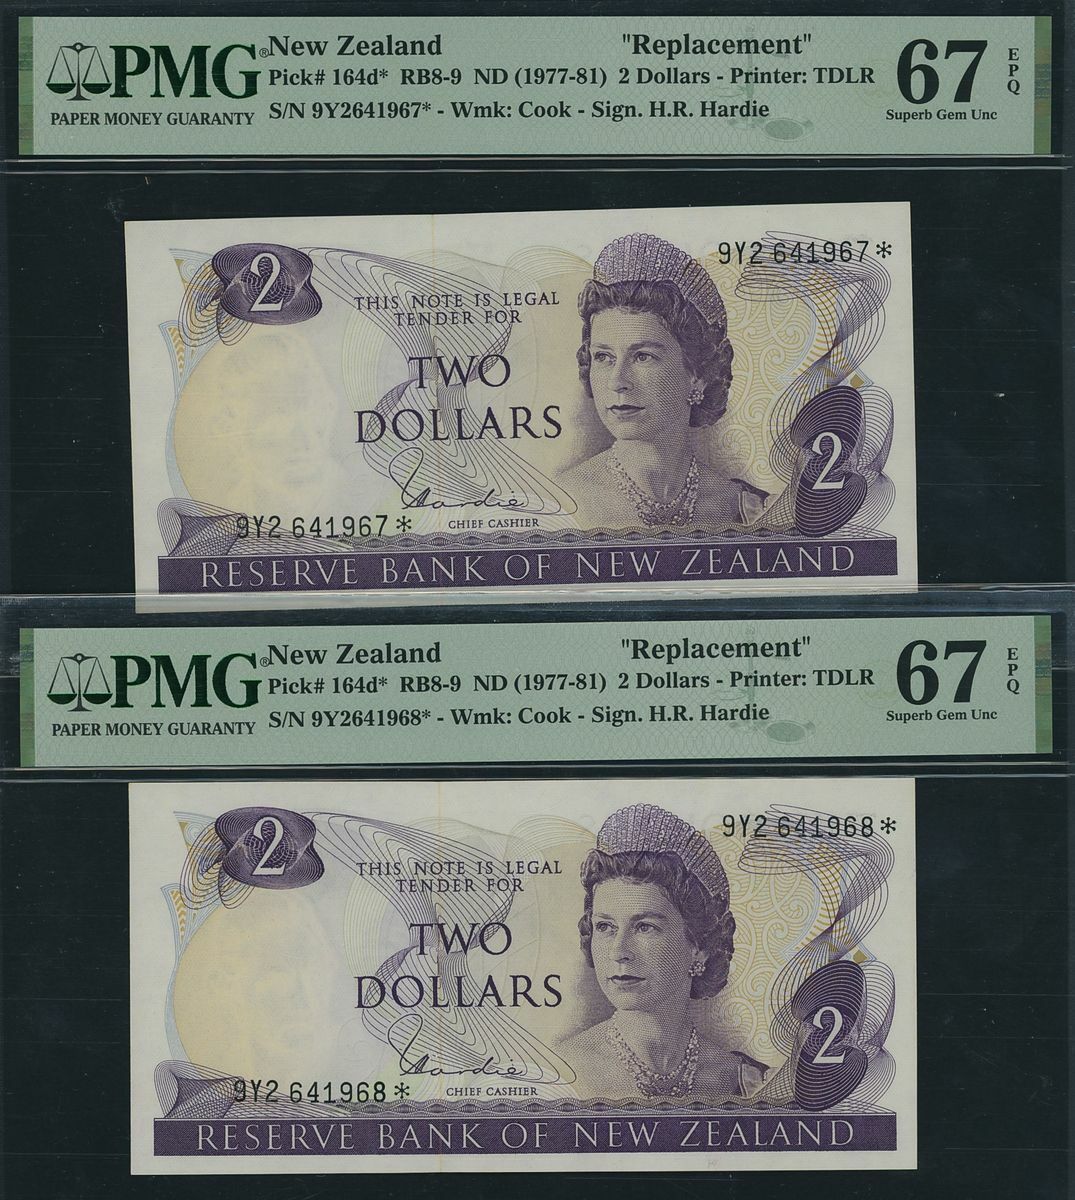 PMG® New Zealand "Replacement" 67 EPQ
Pick# 164d* RB8-9 ND (1977-81) 2 Dollars - Printer: TDLR
PAPER MONEY GUARANTY S/N 9Y2641967* - Wmk: Cook - Sign. H.R. Hardie Superb Gem Unc
2
9Y2 641967*
THIS NOTE IS LEGAL
TENDER FOR
TWO
DOLLARS
2
Hardie
9Y2 641967*
CHIEF CASHIER
RESERVE BANK OF NEW ZEALAND
PMG® New Zealand "Replacement" 67 EPQ
Pick# 164d* RB8-9 ND (1977-81) 2 Dollars - Printer: TDLR
PAPER MONEY GUARANTY S/N 9Y2641968* - Wmk: Cook - Sign. H.R. Hardie Superb Gem Unc
2
9Y2 641968*
THIS NOTE IS LEGAL
TENDER FOR
TWO
DOLLARS
2
Hardie
9Y2 641968*
CHIEF CASHIER
RESERVE BANK OF NEW ZEALAND